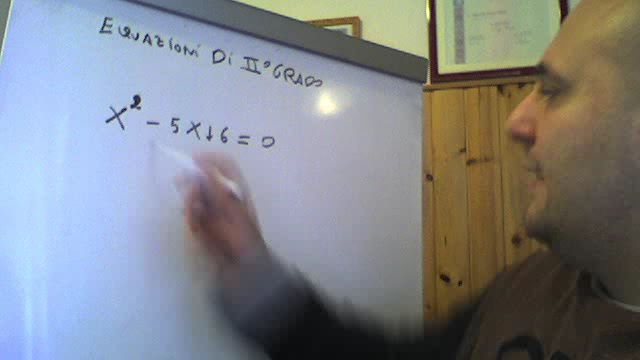 EQUAZIONI DI II° GRADO
X² - 5X+6=0